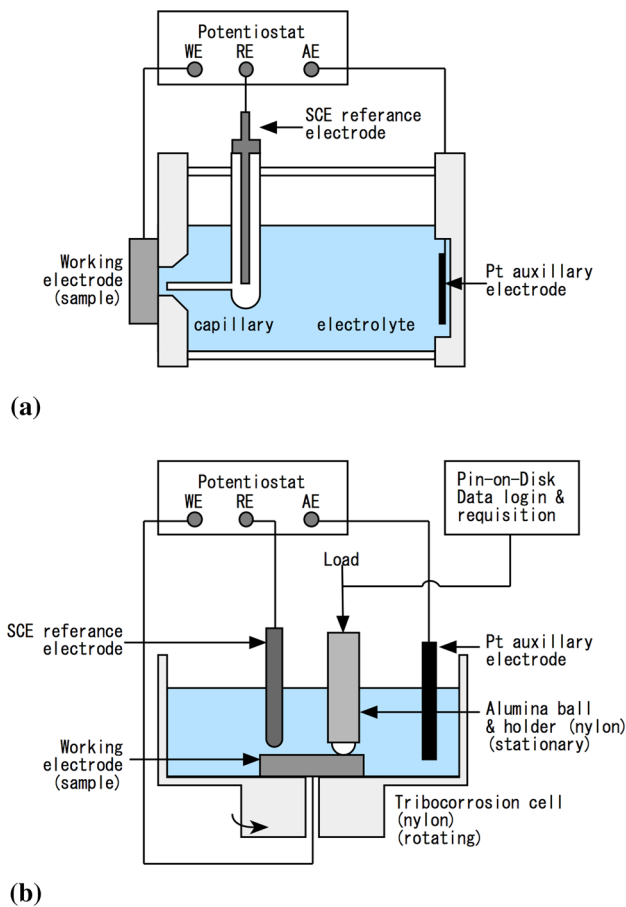 Potentiostat
WE RE AE
SCE referance
electrode
Working
electrode
(sample)
Pt auxillary
electrode
capillary
electrolyte
(a)
Potentiostat
WE RE AE
Pin-on-Disk
Data login &
requisition
Load
SCE referance
electrode
Pt auxillary
electrode
Alumina ball
& holder (nylon)
(stationary)
Working
electrode
(sample)
Tribocorrosion cell
(nylon)
(rotating)
(b)